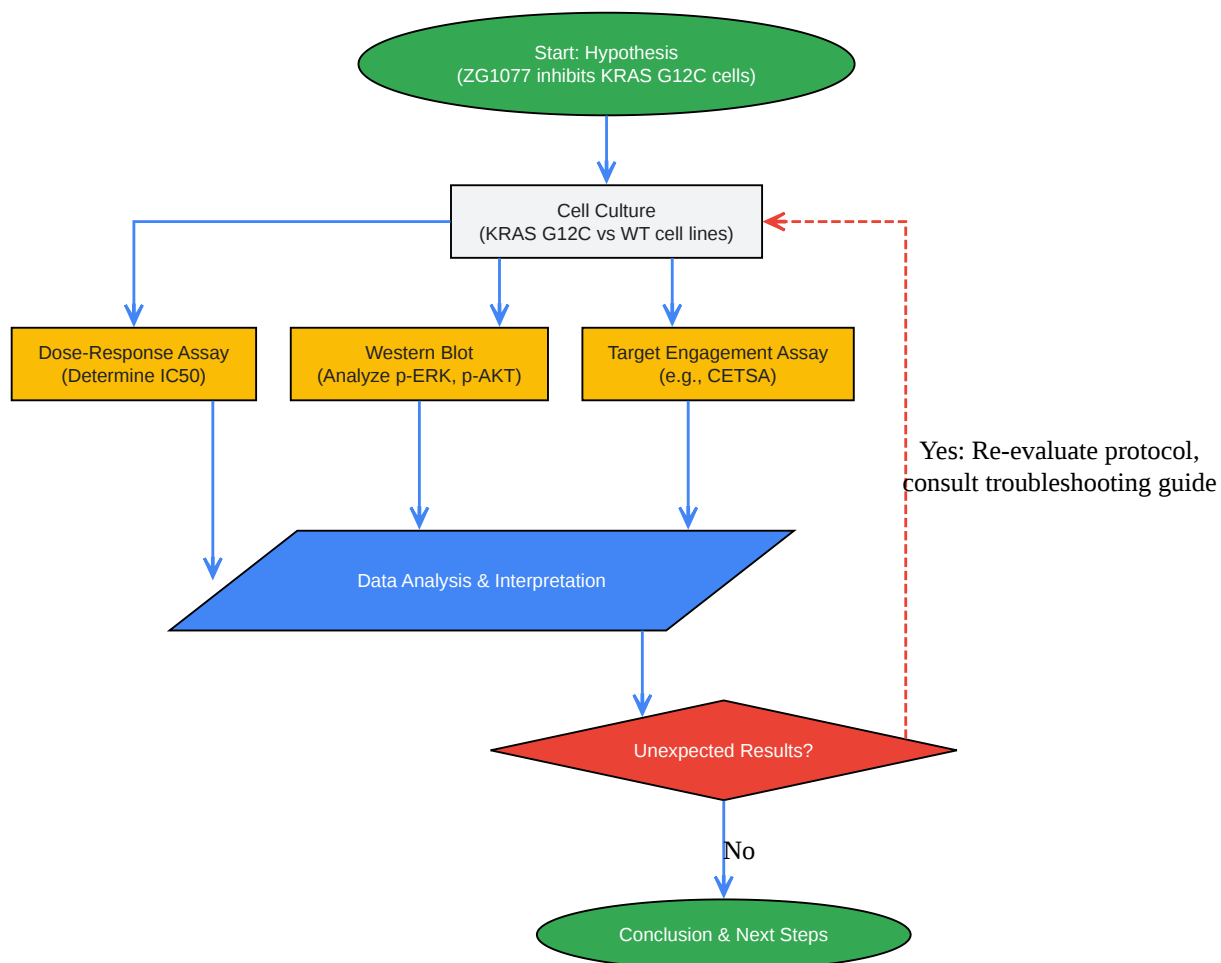 Start: Hypothesis
(ZG1077 inhibits KRAS G12C cells)
Cell Culture
(KRAS G12C vs WT cell lines)
Dose-Response Assay
(Determine IC50)
Western Blot
(Analyze p-ERK, p-AKT)
Target Engagement Assay
(e.g., CETSA)
Yes: Re-evaluate protocol,
consult troubleshooting guide
Data Analysis & Interpretation
Unexpected Results?
No
Conclusion & Next Steps